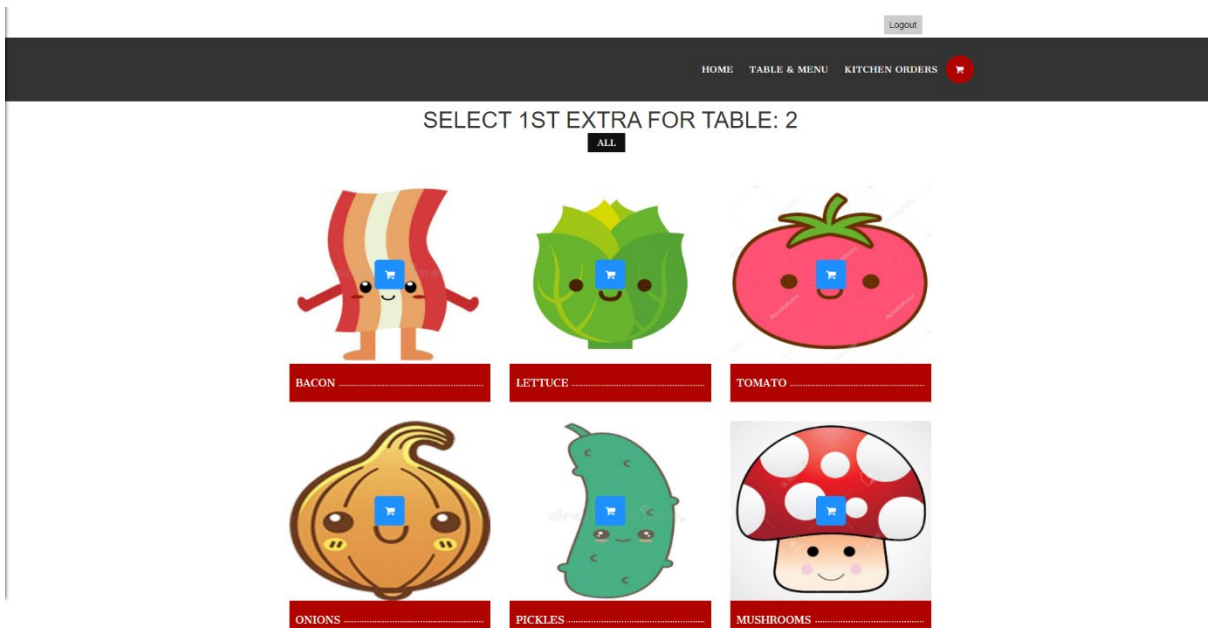 Logout
HOME TABLE & MENU KITCHEN ORDERS
SELECT 1ST EXTRA FOR TABLE: 2
ALL
BACON ........................................................
LETTUCE ....................................................
TOMATO ....................................................
ONIONS ......................................................
PICKLES ......................................................
MUSHROOMS .............................................